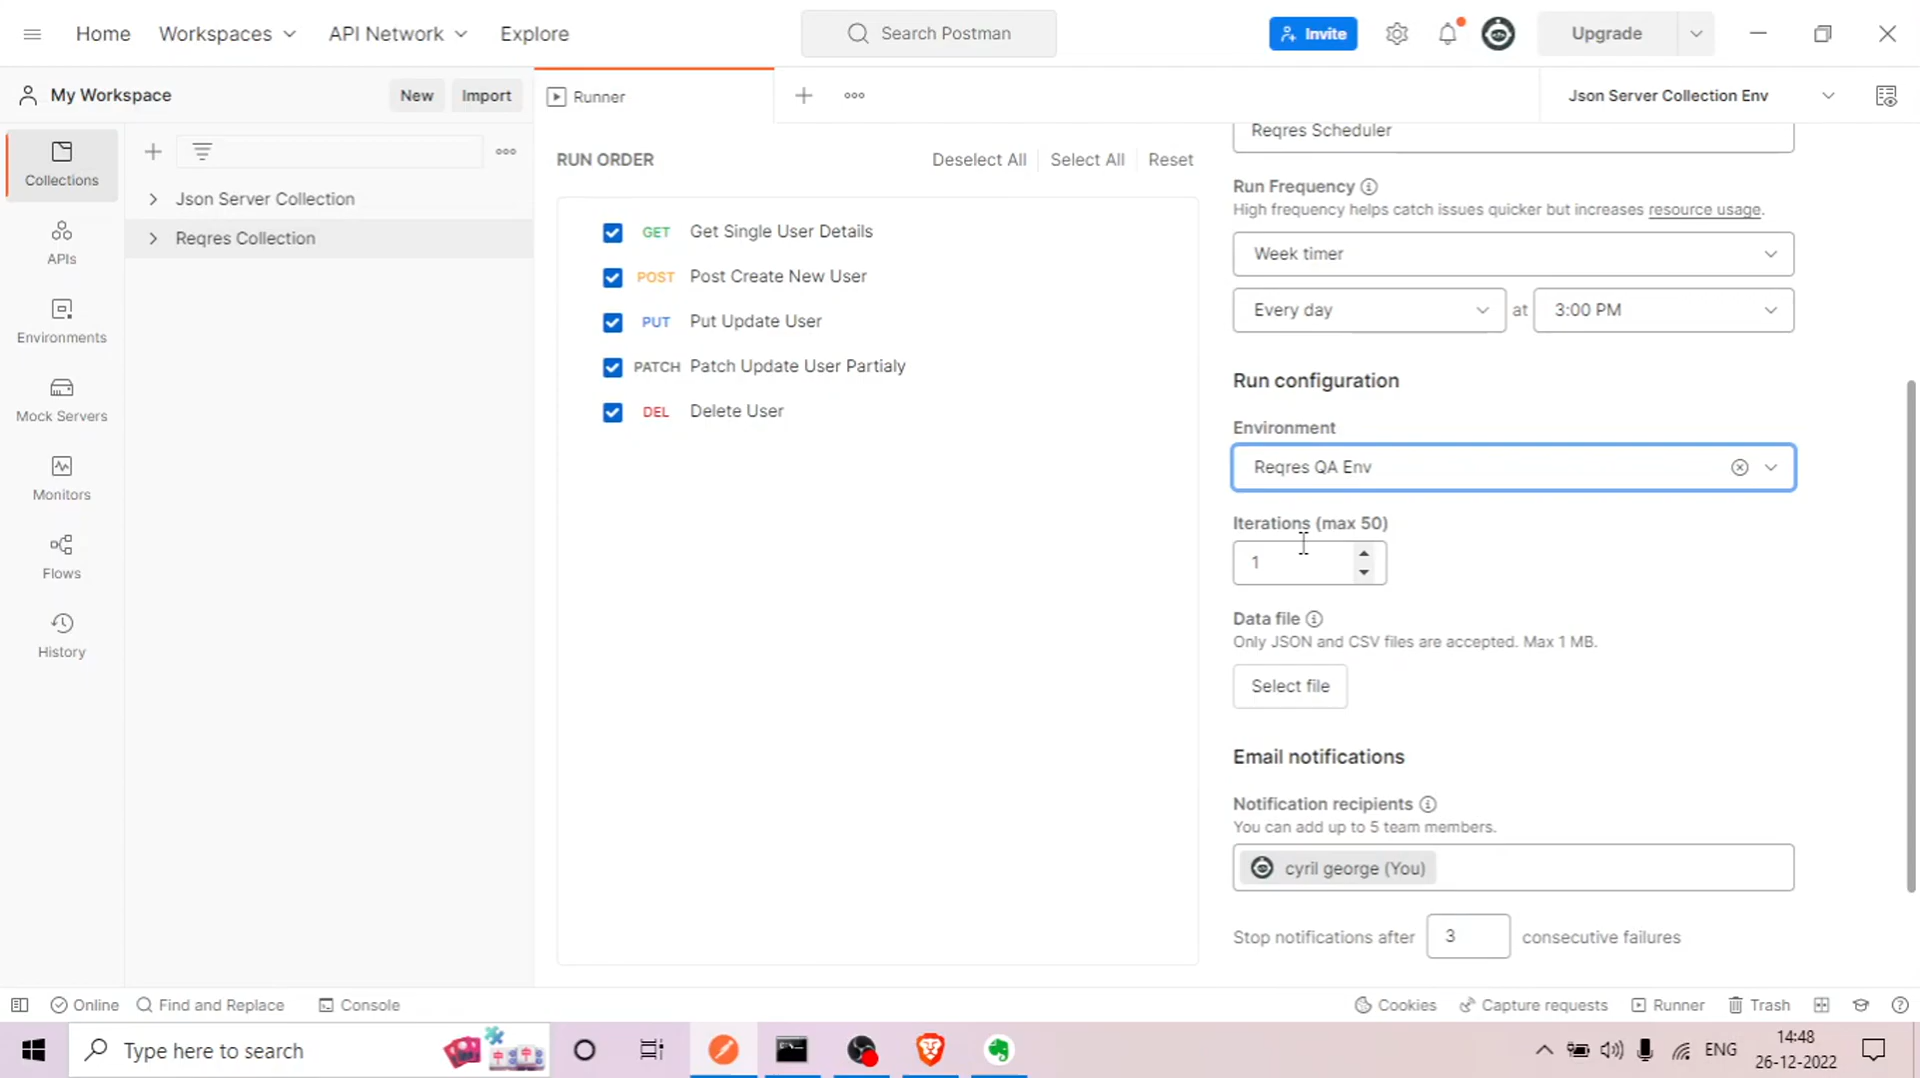 Home Workspaces API Network Explore Search Postman Invite Upgrade
My Workspace New Import Runner Json Server Collection Env
Collections
APIs
Environments
Mock Servers
Monitors
Flows
History
Json Server Collection
Reqres Collection
RUN ORDER Deselect All Select All Reset
GET Get Single User Details
POST Post Create New User
PUT Put Update User
PATCH Patch Update User Partialy
DEL Delete User
Reqres Scheduler
Run Frequency
High frequency helps catch issues quicker but increases resource usage.
Week timer
Every day at 3:00 PM
Run configuration
Environment
Reqres QA Env
Iterations (max 50)
1
Data file
Only JSON and CSV files are accepted. Max 1 MB.
Select file
Email notifications
Notification recipients
You can add up to 5 team members.
cyril george (You)
Stop notifications after 3 consecutive failures
Online Find and Replace Console Cookies Capture requests Runner Trash
Type here to search ENG 14:48
26-12-2022